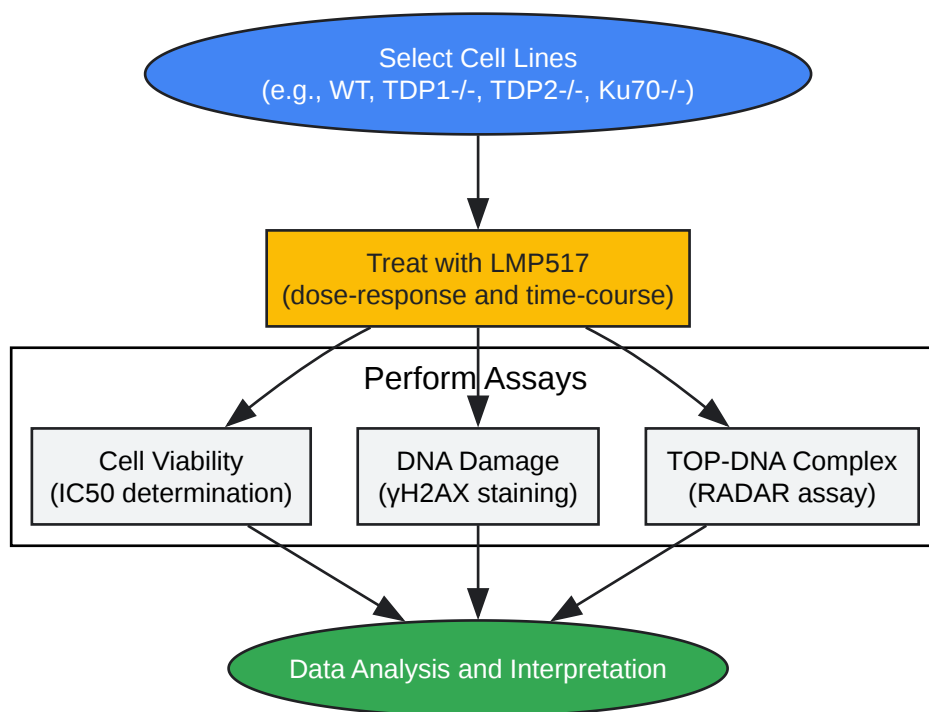 Select Cell Lines
(e.g., WT, TDP1-/-, TDP2-/-, Ku70-/-)
Treat with LMP517
(dose-response and time-course)
Perform Assays
Cell Viability
(IC50 determination)
DNA Damage
(γH2AX staining)
TOP-DNA Complex
(RADAR assay)
Data Analysis and Interpretation